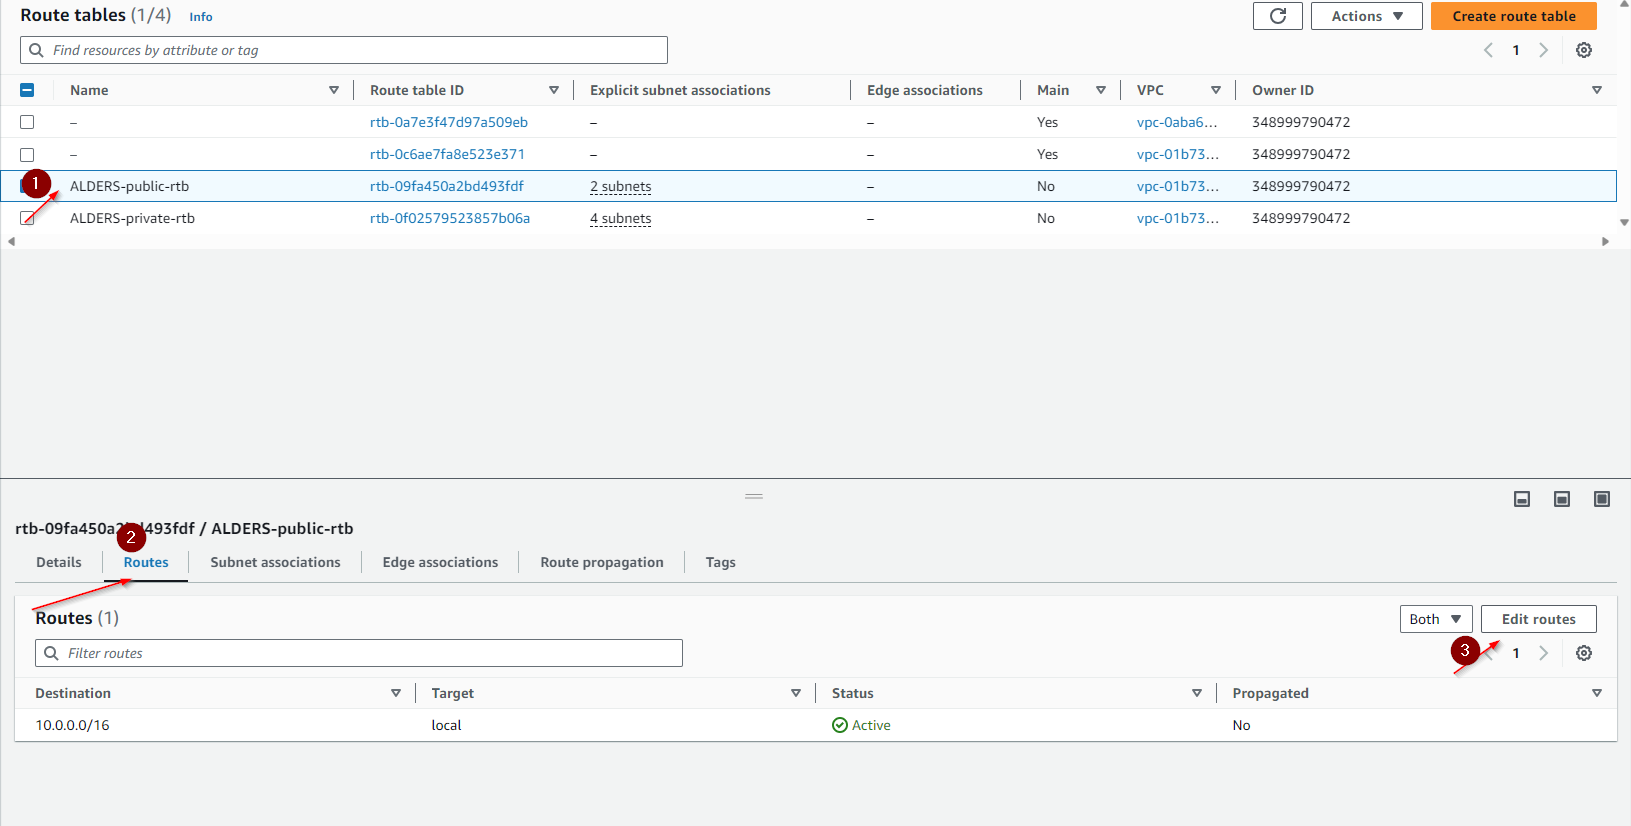 Route tables (1/4) Info
Actions
Create route table
Find resources by attribute or tag
1
Name Route table ID Explicit subnet associations Edge associations Main VPC Owner ID
– rtb-0a7e3f47d97a509eb – – Yes vpc-0aba6... 348999790472
– rtb-0c6ae7fa8e523e371 – – Yes vpc-01b73... 348999790472
1 ALDERS-public-rtb rtb-09fa450a2bd493fdf 2 subnets – No vpc-01b73... 348999790472
ALDERS-private-rtb rtb-0f02579523857b06a 4 subnets – No vpc-01b73... 348999790472
rtb-09fa450a2bd493fdf / ALDERS-public-rtb
2
Details Routes Subnet associations Edge associations Route propagation Tags
Routes (1)
Both
Edit routes
Filter routes
3
1
Destination Target Status Propagated
10.0.0.0/16 local Active No